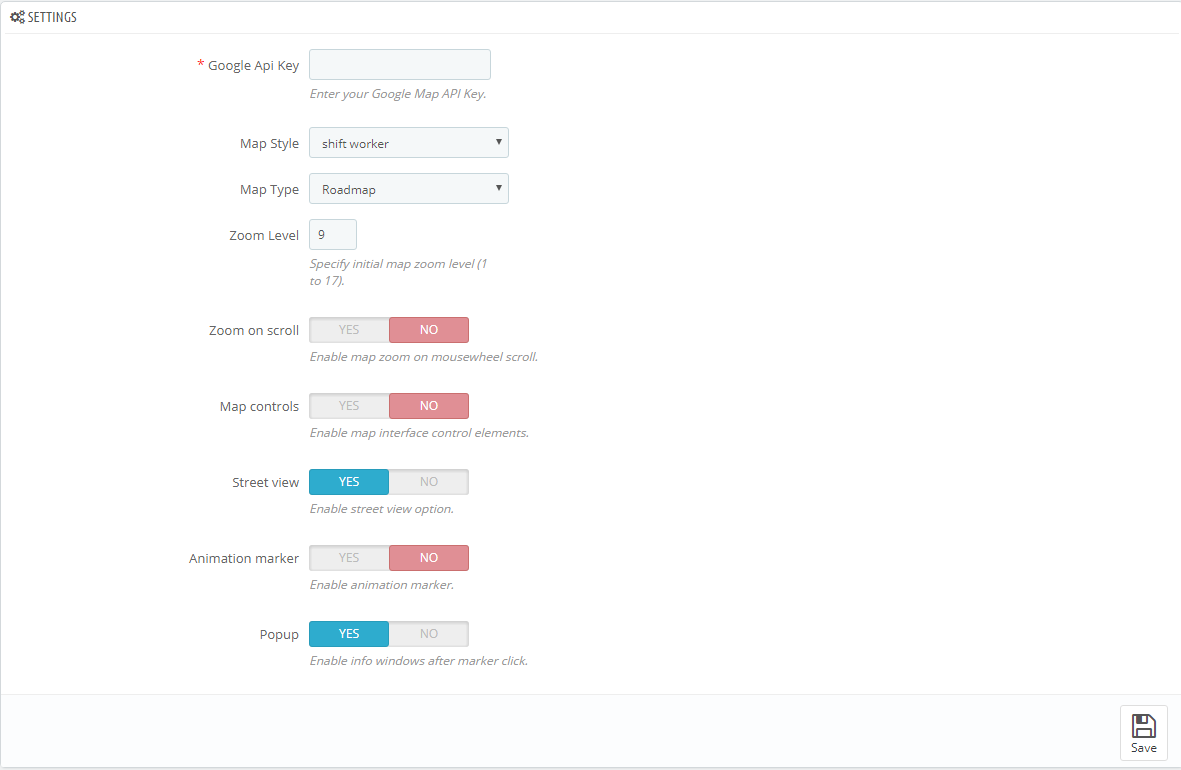 SETTINGS
* Google Api Key
Enter your Google Map API Key.
Map Style shift worker
Map Type Roadmap
Zoom Level 9
Specify initial map zoom level (1
to 17).
Zoom on scroll YES NO
Enable map zoom on mousewheel scroll.
Map controls YES NO
Enable map interface control elements.
Street view YES NO
Enable street view option.
Animation marker YES NO
Enable animation marker.
Popup YES NO
Enable info windows after marker click.
Save